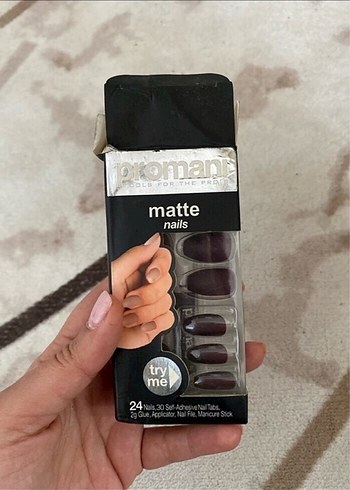 promani
TOOLS FOR THE PRO
matte
nails
try
me
24 Nails, 30 Self-Adhesive Nail Tabs,
2g Glue, Applicator, Nail File, Manicure Stick